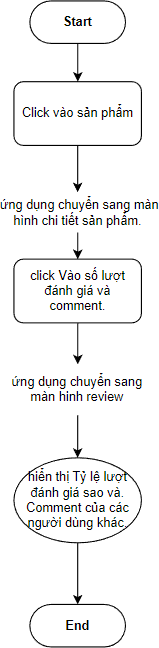 Start
Click vào sản phẩm
ứng dụng chuyển sang màn
hình chi tiết sản phẩm.
click Vào số lượt
đánh giá và
comment.
ứng dụng chuyển sang
màn hinh review
hiển thị Tỷ lệ lượt
đánh giá sao và.
Comment của các
người dùng khác.
End